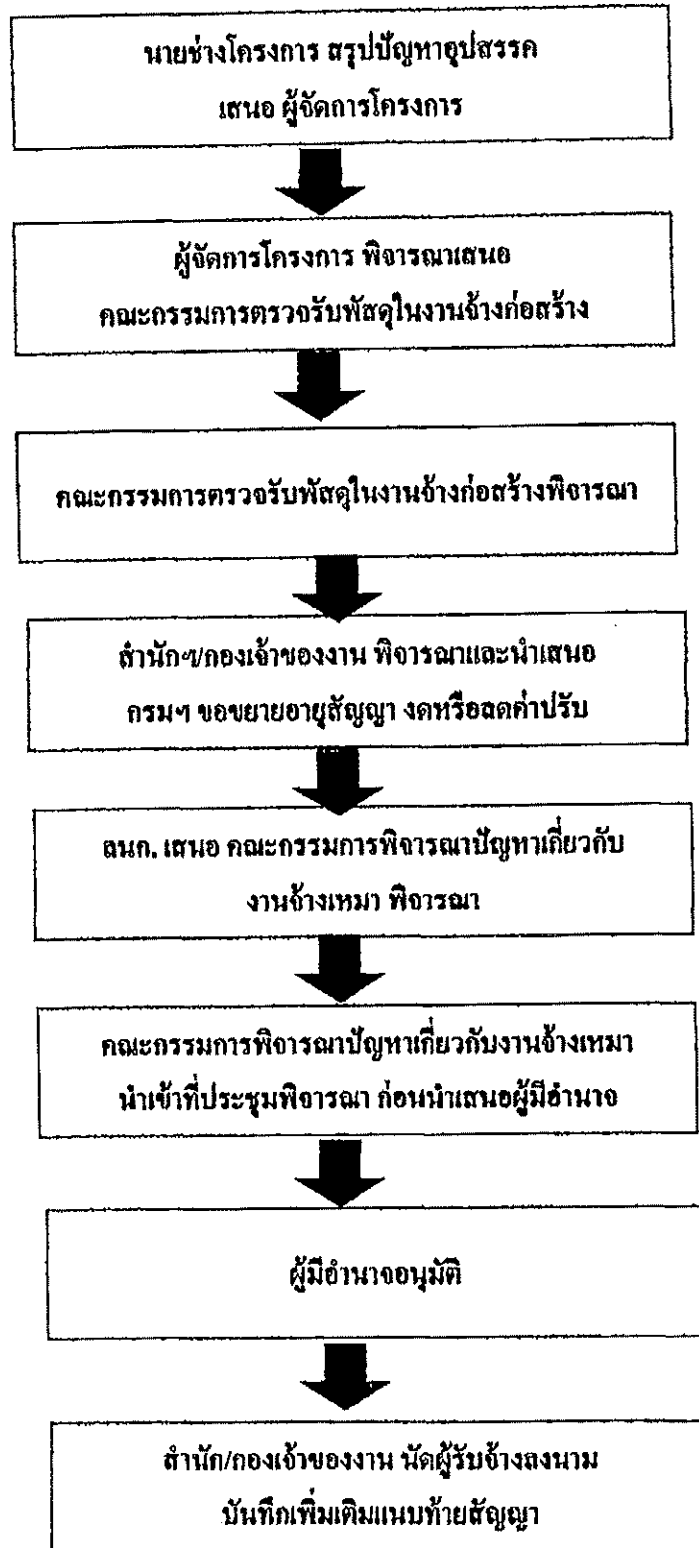 นายช่างโครงการ สรุปปัญหาอุปสรรค
เสนอ ผู้จัดการโครงการ
ผู้จัดการโครงการ พิจารณาเสนอ
คณะกรรมการตรวจรับพัสดุในงานจ้างก่อสร้าง
คณะกรรมการตรวจรับพัสดุในงานจ้างก่อสร้างพิจารณา
สำนักฯ/กองเจ้าของงาน พิจารณาและนำเสนอ
กรมฯ ขอขยายอายุสัญญา งดหรือลดค่าปรับ
ลนก. เสนอ คณะกรรมการพิจารณาปัญหาเกี่ยวกับ
งานจ้างเหมา พิจารณา
คณะกรรมการพิจารณาปัญหาเกี่ยวกับงานจ้างเหมา
นำเข้าที่ประชุมพิจารณา ก่อนนำเสนอผู้มีอำนาจ
ผู้มีอำนาจอนุมัติ
สำนัก/กองเจ้าของงาน นัดผู้รับจ้างลงนาม
บันทึกเพิ่มเติมแนบท้ายสัญญา